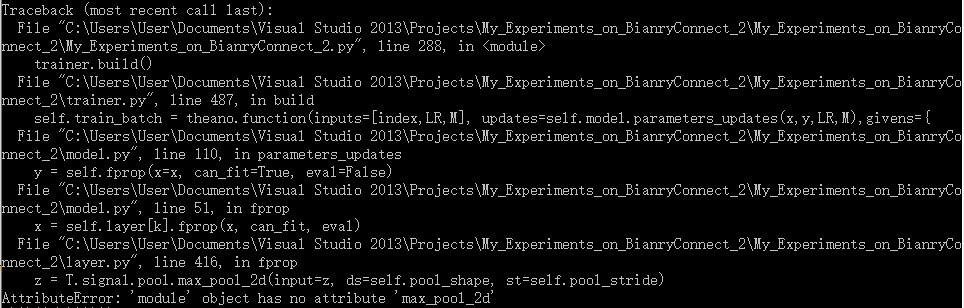 Traceback (most recent call last):
File "C:\Users\User\Documents\Visual Studio 2013\Projects\My_Experiments_on_BianryConnect_2\My_Experiments_on_BianryCo
nnect_2\My_Experiments_on_BianryConnect_2.py", line 288, in <module>
trainer.build()
File "C:\Users\User\Documents\Visual Studio 2013\Projects\My_Experiments_on_BianryConnect_2\My_Experiments_on_BianryCo
nnect_2\trainer.py", line 487, in build
self.train_batch = theano.function(inputs=[index,LR,M], updates=self.model.parameters_updates(x,y,LR,M),givens={
File "C:\Users\User\Documents\Visual Studio 2013\Projects\My_Experiments_on_BianryConnect_2\My_Experiments_on_BianryCo
nnect_2\model.py", line 110, in parameters_updates
y = self.fprop(x=x, can_fit=True, eval=False)
File "C:\Users\User\Documents\Visual Studio 2013\Projects\My_Experiments_on_BianryConnect_2\My_Experiments_on_BianryCo
nnect_2\model.py", line 51, in fprop
x = self.layer[k].fprop(x, can_fit, eval)
File "C:\Users\User\Documents\Visual Studio 2013\Projects\My_Experiments_on_BianryConnect_2\My_Experiments_on_BianryCo
nnect_2\layer.py", line 416, in fprop
z = T.signal.pool.max_pool_2d(input=z, ds=self.pool_shape, st=self.pool_stride)
AttributeError: 'module' object has no attribute 'max_pool_2d'